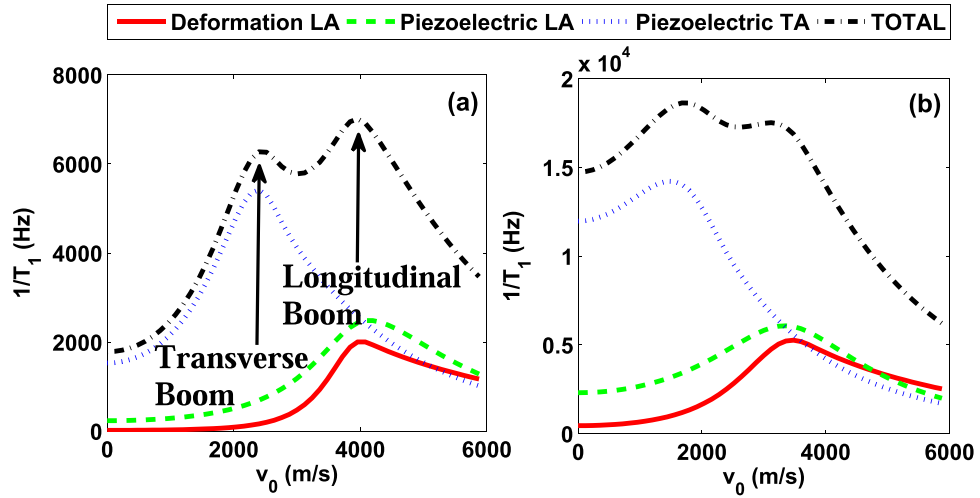 Deformation LA Piezoelectric LA Piezoelectric TA TOTAL
8000
6000
4000
2000
0
1/T1 (Hz)
(a)
Longitudinal
Boom
Transverse
Boom
0 2000 4000 6000
v0 (m/s)
x 10^4
2
1.5
1
0.5
0
1/T1 (Hz)
(b)
0 2000 4000 6000
v0 (m/s)